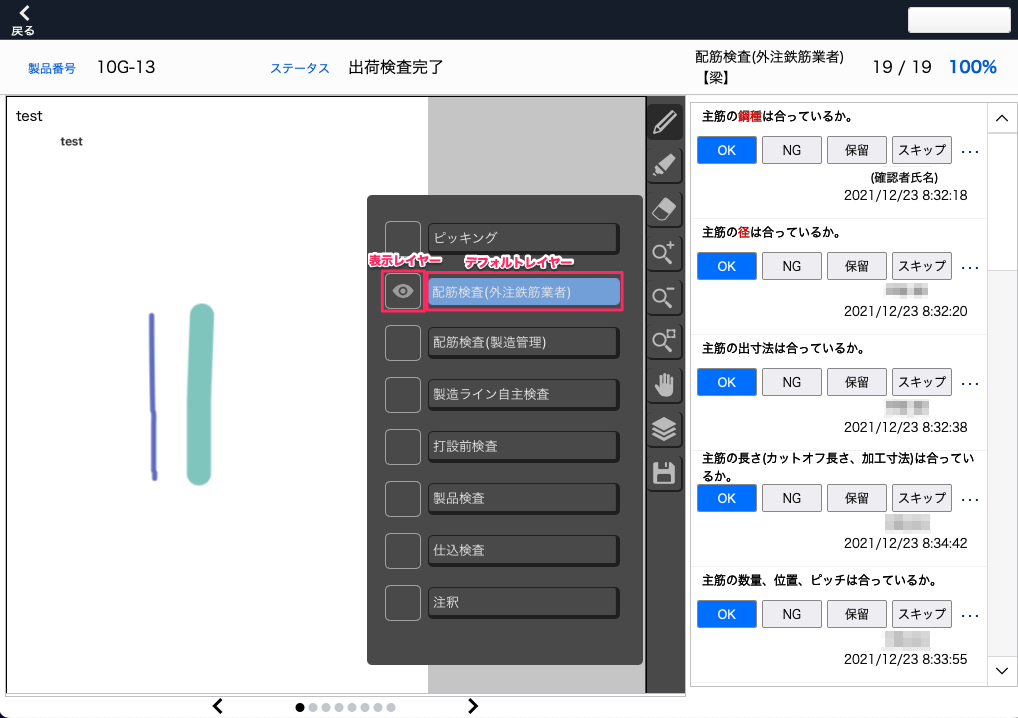 戻る
製品番号 10G-13 ステータス 出荷検査完了 配筋検査(外注鉄筋業者)
【梁】 19 / 19 100%
test
test
ピッキング
表示レイヤー デフォルトレイヤー
配筋検査(外注鉄筋業者)
配筋検査(製造管理)
製造ライン自主検査
打設前検査
製品検査
仕込検査
注釈
主筋の鋼種は合っているか。
OK NG 保留 スキップ ...
(確認者氏名)
2021/12/23 8:32:18
主筋の径は合っているか。
OK NG 保留 スキップ ...
2021/12/23 8:32:20
主筋の出寸法は合っているか。
OK NG 保留 スキップ ...
2021/12/23 8:32:38
主筋の長さ(カットオフ長さ、加工寸法)は合ってい
るか。
OK NG 保留 スキップ ...
2021/12/23 8:34:42
主筋の数量、位置、ピッチは合っているか。
OK NG 保留 スキップ ...
2021/12/23 8:33:55